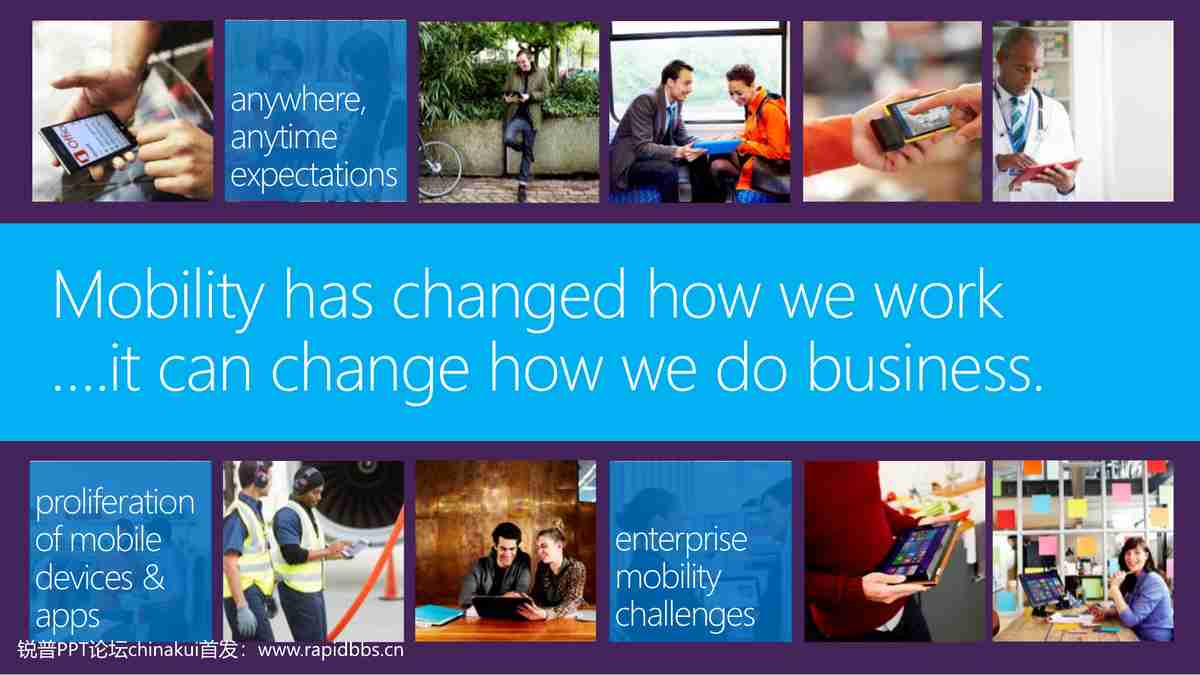 Office
anywhere,
anytime
expectations
Mobility has changed how we work
....it can change how we do business.
proliferation
of mobile
devices &
apps
enterprise
mobility
challenges
锐普PPT论坛chinakui首发：www.rapidbbs.cn